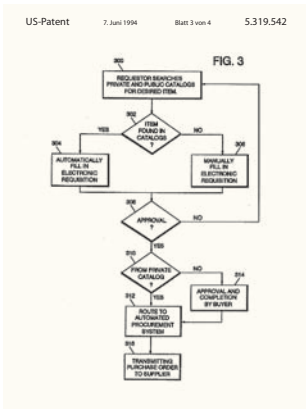 US-Patent 7. Juni 1994 Blatt 3 von 4 5.319.542
FIG. 3
300
REQUESTOR SEARCHES
PRIVATE AND PUBLIC CATALOGS
FOR DESIRED ITEM.
302
YES
ITEM
FOUND IN
CATALOGS
?
NO
304
AUTOMATICALLY
FILL IN
ELECTRONIC
REQUISITION
306
MANUALLY
FILL IN
ELECTRONIC
REQUISITION
308
APPROVAL
?
NO
YES
310
FROM PRIVATE
CATALOG
?
NO
YES
314
APPROVAL AND
COMPLETION
BY BUYER
312
ROUTE TO
AUTOMATED
PROCUREMENT
SYSTEM
TRANSMITTING
PURCHASE ORDER
TO SUPPLIER